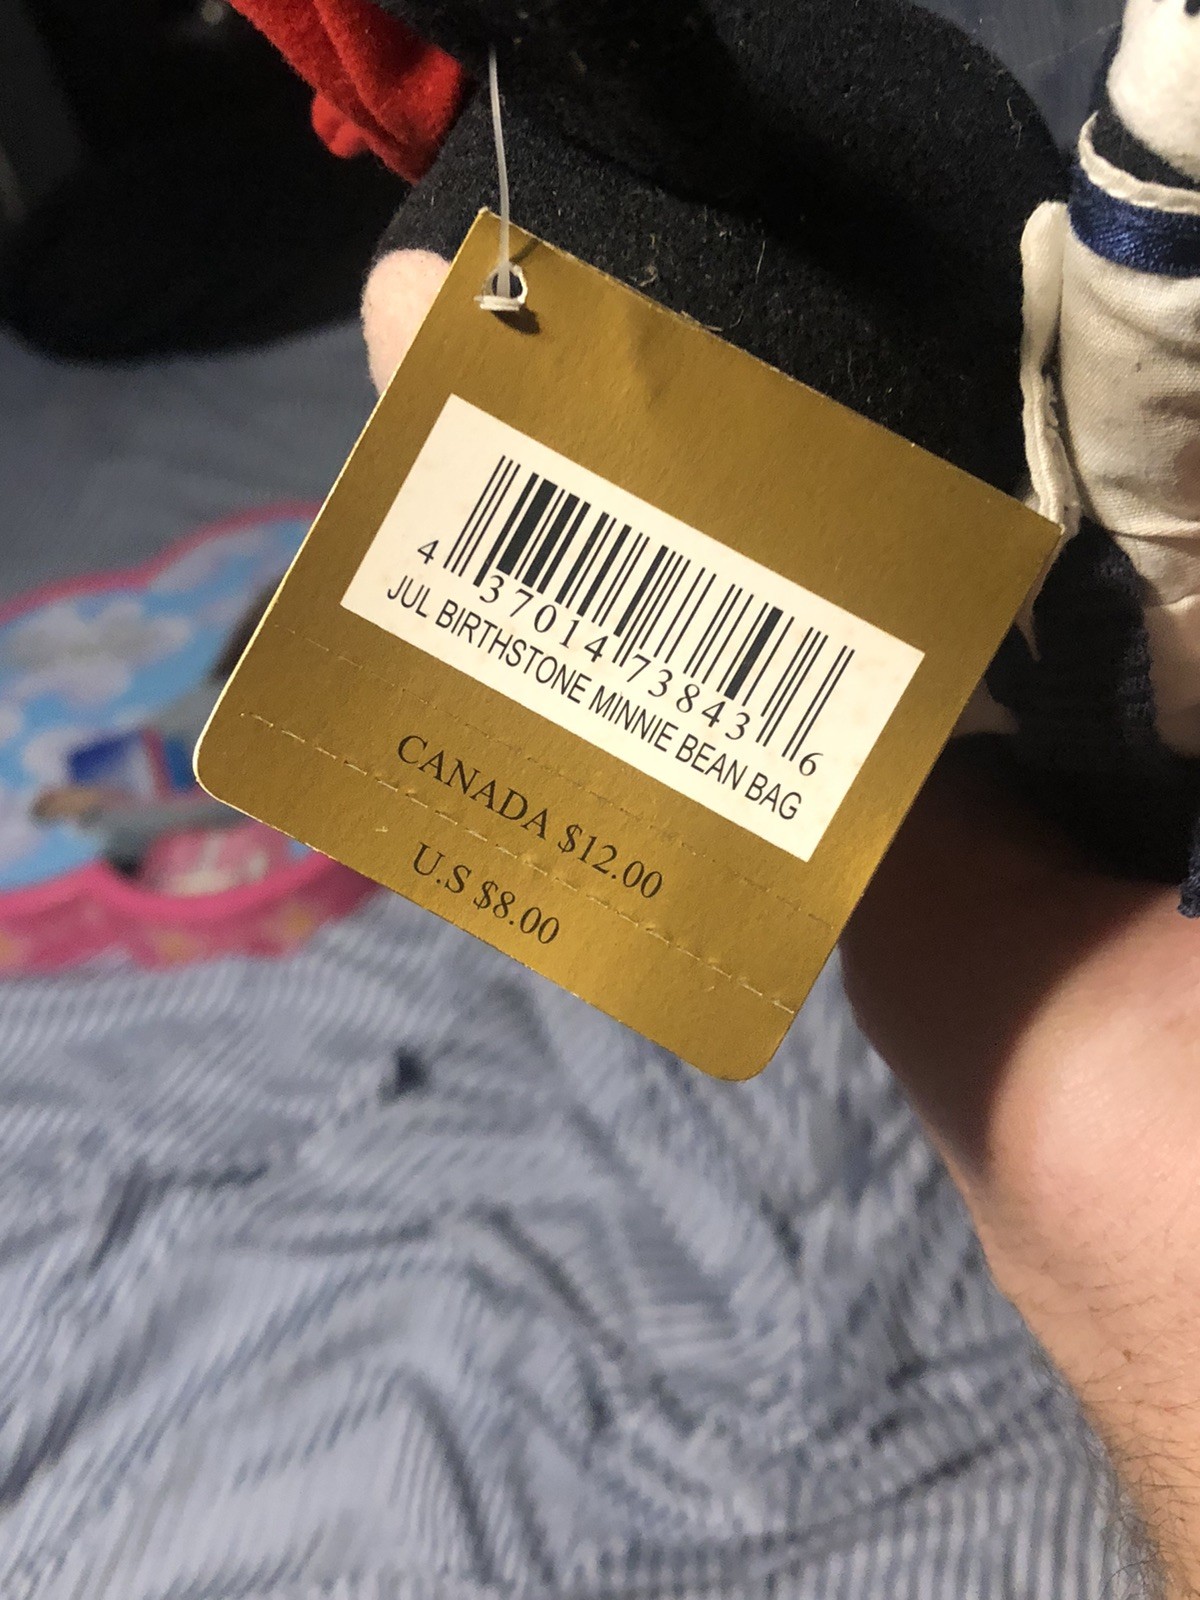 4 37014 73843 6
JUL BIRTHSTONE MINNIE BEAN BAG
CANADA $12.00
U.S $8.00